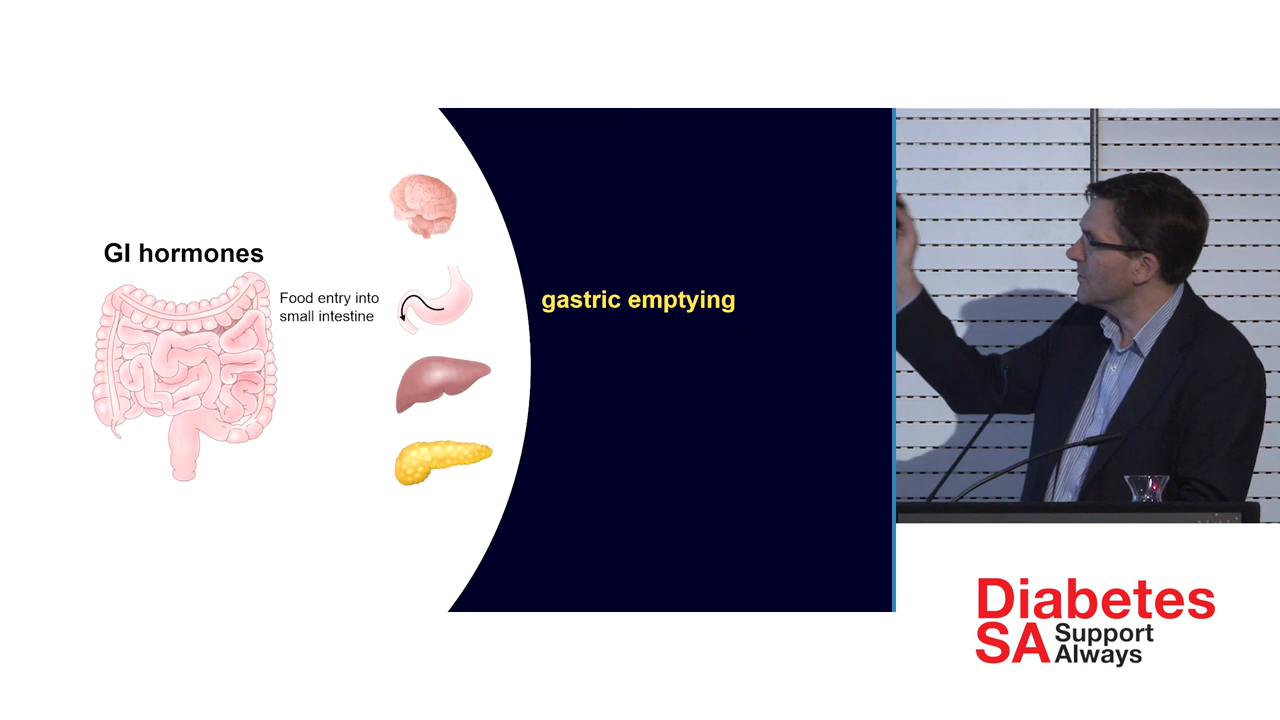 GI hormones
Food entry into
small intestine
gastric emptying
Diabetes
SA Support
Always